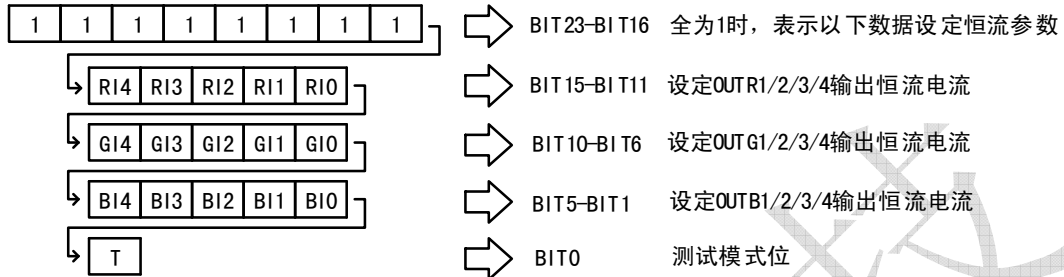 1 1 1 1 1 1 1 1 BIT23-BIT16 全为1时，表示以下数据设定恒流参数
RI4 RI3 RI2 RI1 RI0 BIT15-BIT11 设定OUTR1/2/3/4输出恒流电流
GI4 GI3 GI2 GI1 GI0 BIT10-BIT6 设定OUTG1/2/3/4输出恒流电流
BI4 BI3 BI2 BI1 BI0 BIT5-BIT1 设定OUTB1/2/3/4输出恒流电流
T BIT0 测试模式位